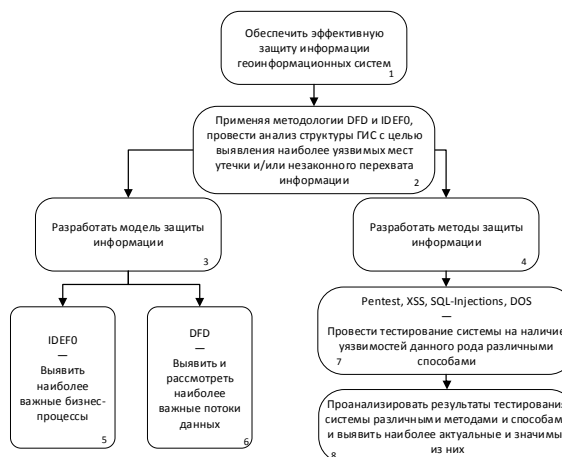 Обеспечить эффективную
защиту информации
геоинформационных систем
1
Применяя методологии DFD и IDEF0,
провести анализ структуры ГИС с целью
выявления наиболее уязвимых мест
утечки и/или незаконного перехвата
информации
2
Разработать модель защиты
информации
3
Разработать методы защиты
информации
4
IDEF0
—
Выявить
наиболее
важные бизнес-
процессы
5
DFD
—
Выявить и
рассмотреть
наиболее
важные потоки
данных
6
Pentest, XSS, SQL-Injections, DOS
—
Провести тестирование системы на наличие
уязвимостей данного рода различными
способами
7
Проанализировать результаты тестирования
системы различными методами и способами
и выявить наиболее актуальные и значимые
из них
8